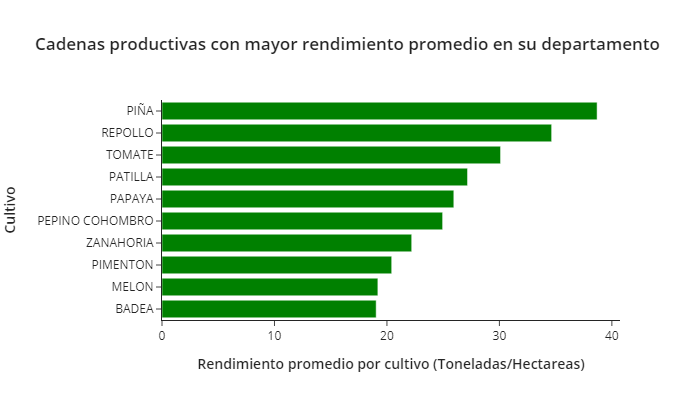 Cadenas productivas con mayor rendimiento promedio en su departamento
Cultivo
PIÑA
REPOLLO
TOMATE
PATILLA
PAPAYA
PEPINO COHOMBRO
ZANAHORIA
PIMENTON
MELON
BADEA
0 10 20 30 40
Rendimiento promedio por cultivo (Toneladas/Hectareas)